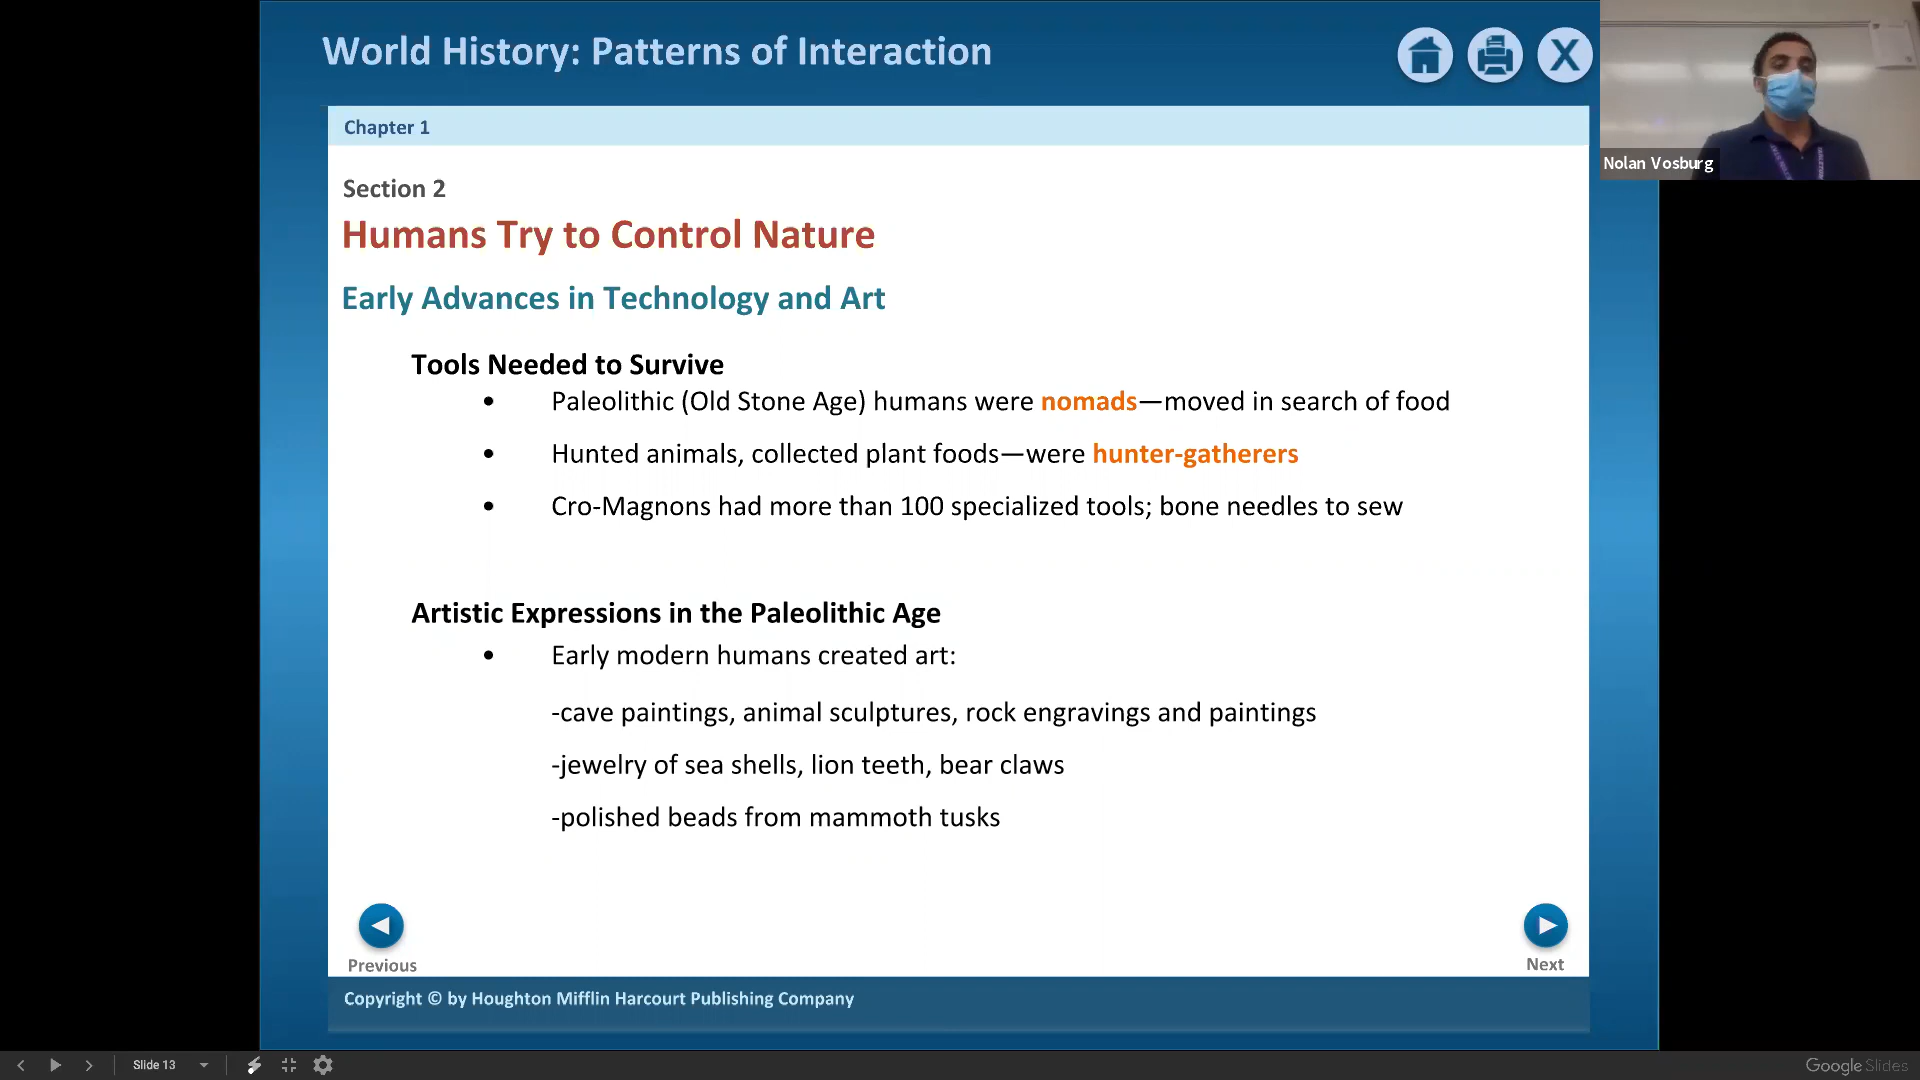 World History: Patterns of Interaction
X
Nolan Vosburg
Chapter 1
Section 2
Humans Try to Control Nature
Early Advances in Technology and Art
Tools Needed to Survive
• Paleolithic (Old Stone Age) humans were nomads—moved in search of food
• Hunted animals, collected plant foods—were hunter-gatherers
• Cro-Magnons had more than 100 specialized tools; bone needles to sew
Artistic Expressions in the Paleolithic Age
• Early modern humans created art:
-cave paintings, animal sculptures, rock engravings and paintings
-jewelry of sea shells, lion teeth, bear claws
-polished beads from mammoth tusks
Previous
Next
Copyright © by Houghton Mifflin Harcourt Publishing Company
Slide 13
Google Slides